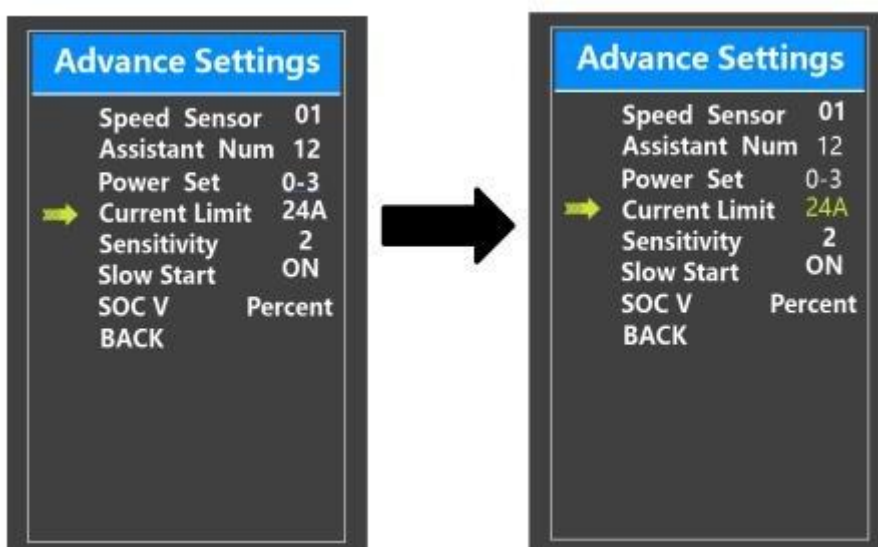 Advance Settings
Speed Sensor 01
Assistant Num 12
Power Set 0-3
Current Limit 24A
Sensitivity 2
Slow Start ON
SOC V Percent
BACK
Advance Settings
Speed Sensor 01
Assistant Num 12
Power Set 0-3
Current Limit 24A
Sensitivity 2
Slow Start ON
SOC V Percent
BACK